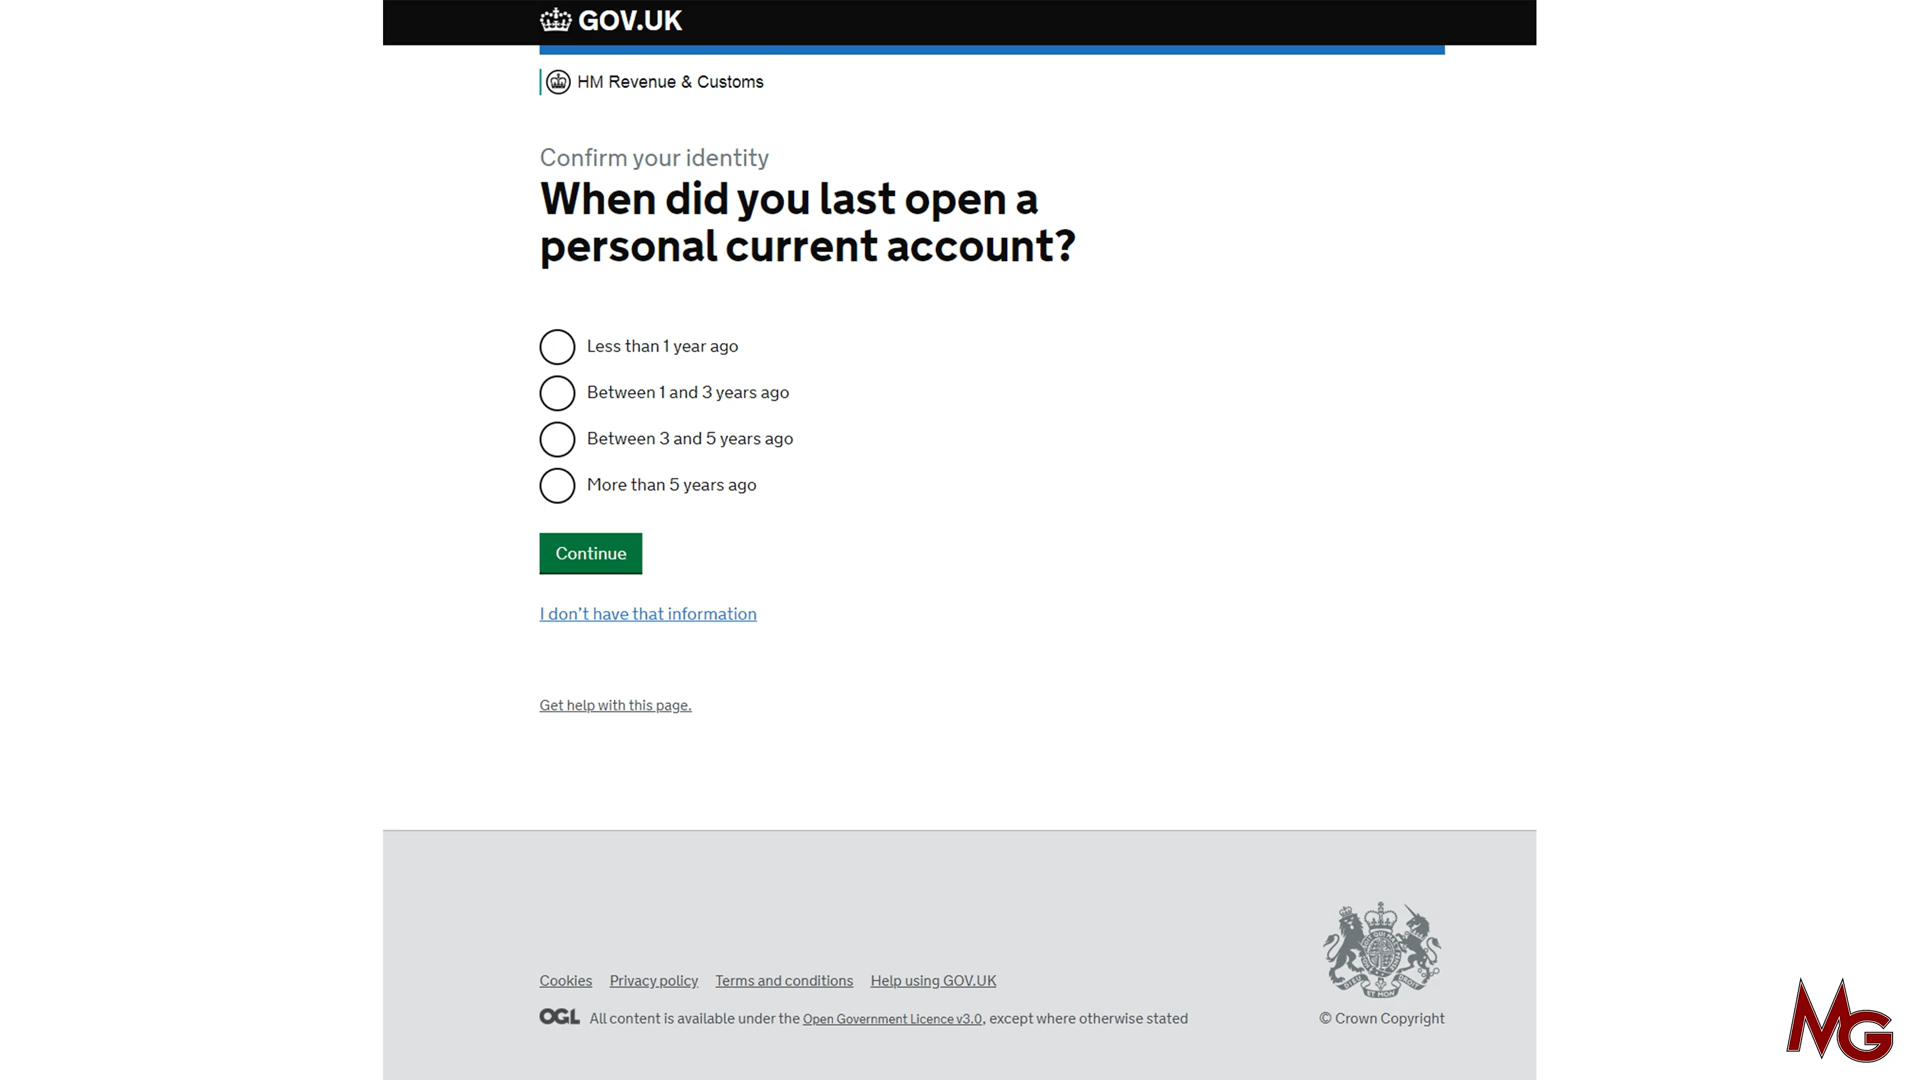 GOV.UK
HM Revenue & Customs
Confirm your identity
When did you last open a
personal current account?
Less than 1 year ago
Between 1 and 3 years ago
Between 3 and 5 years ago
More than 5 years ago
Continue
I don’t have that information
Get help with this page.
Cookies Privacy policy Terms and conditions Help using GOV.UK
OGL All content is available under the Open Government Licence v3.0, except where otherwise stated
© Crown Copyright
MG